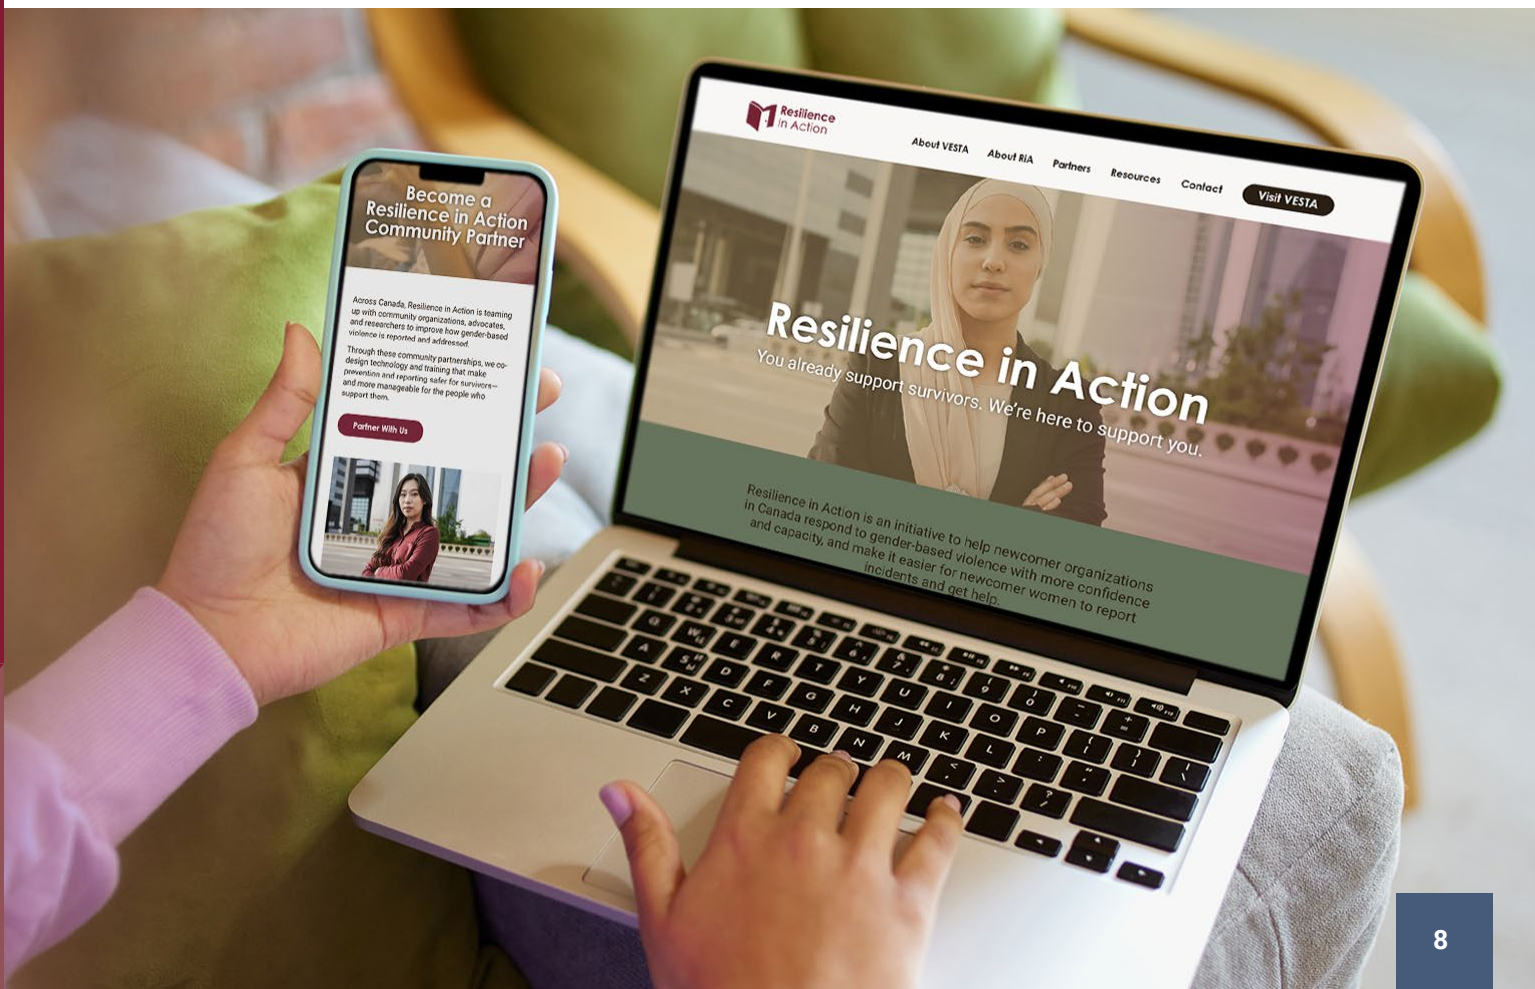 Resilience
in Action
About VESTA
About RiA
Partners
Resources
Contact
Visit VESTA
Resilience in Action
You already support survivors. We're here to support you.
Resilience in Action is an initiative to help newcomer organizations
in Canada respond to gender-based violence with more confidence
and capacity, and make it easier for newcomer women to report
incidents and get help.
Become a
Resilience in Action
Community Partner
Across Canada, Resilience in Action is teaming
up with community organizations, advocates,
and researchers to improve how gender-based
violence is reported and addressed.
Through these community partnerships, we co-
design technology and training that make
prevention and reporting safer for survivors—
and more manageable for the people who
support them.
Partner With Us
Q W E R T Y U I O P
A S D F G H J K L
Z X C V B N M
8